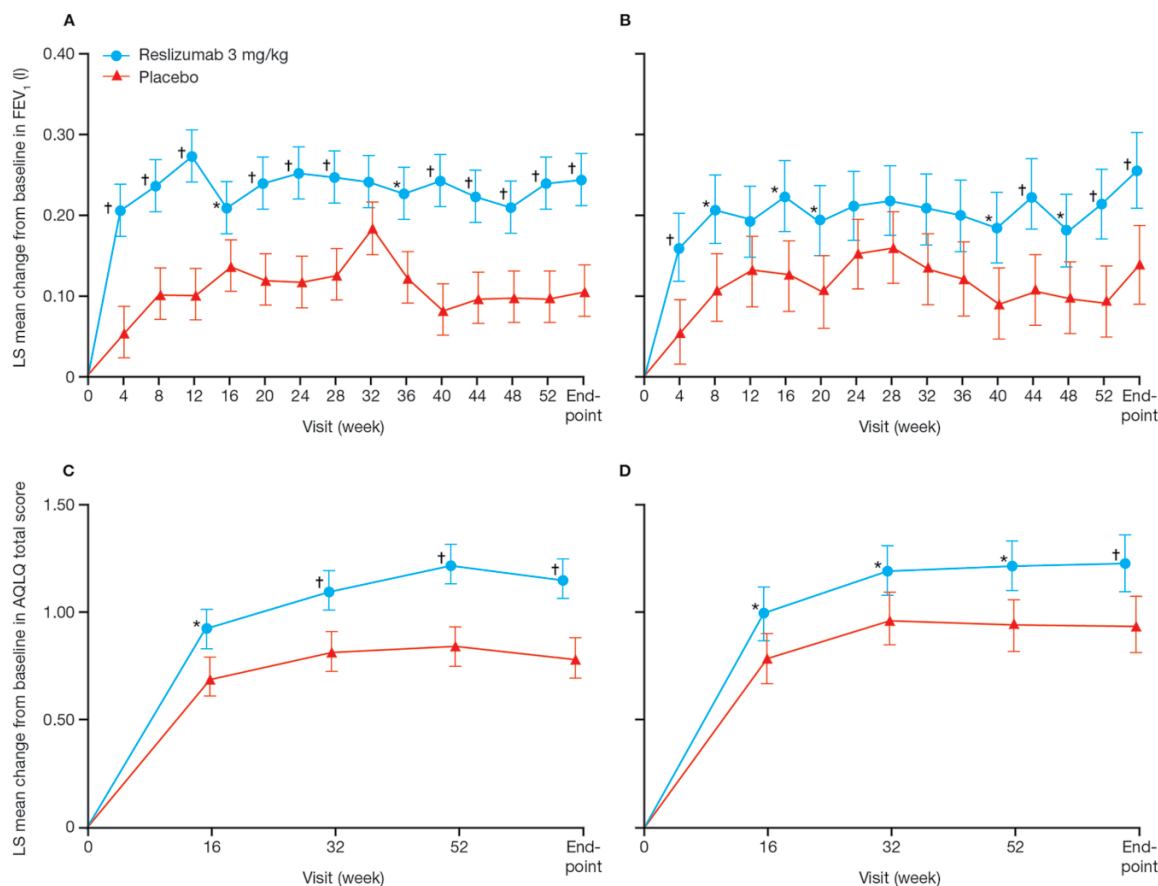 A
LS mean change from baseline in FEV₁ (l)
0.40
0.30
0.20
0.10
0
Reslizumab 3 mg/kg
Placebo
† † † * † † † * † † † † †
0 4 8 12 16 20 24 28 32 36 40 44 48 52 End-
point
Visit (week)
B
† * * * * † * † †
0 4 8 12 16 20 24 28 32 36 40 44 48 52 End-
point
Visit (week)
C
LS mean change from baseline in AQLQ total score
1.50
1.00
0.50
0
* † † †
0 16 32 52 End-
point
Visit (week)
D
* * * †
0 16 32 52 End-
point
Visit (week)